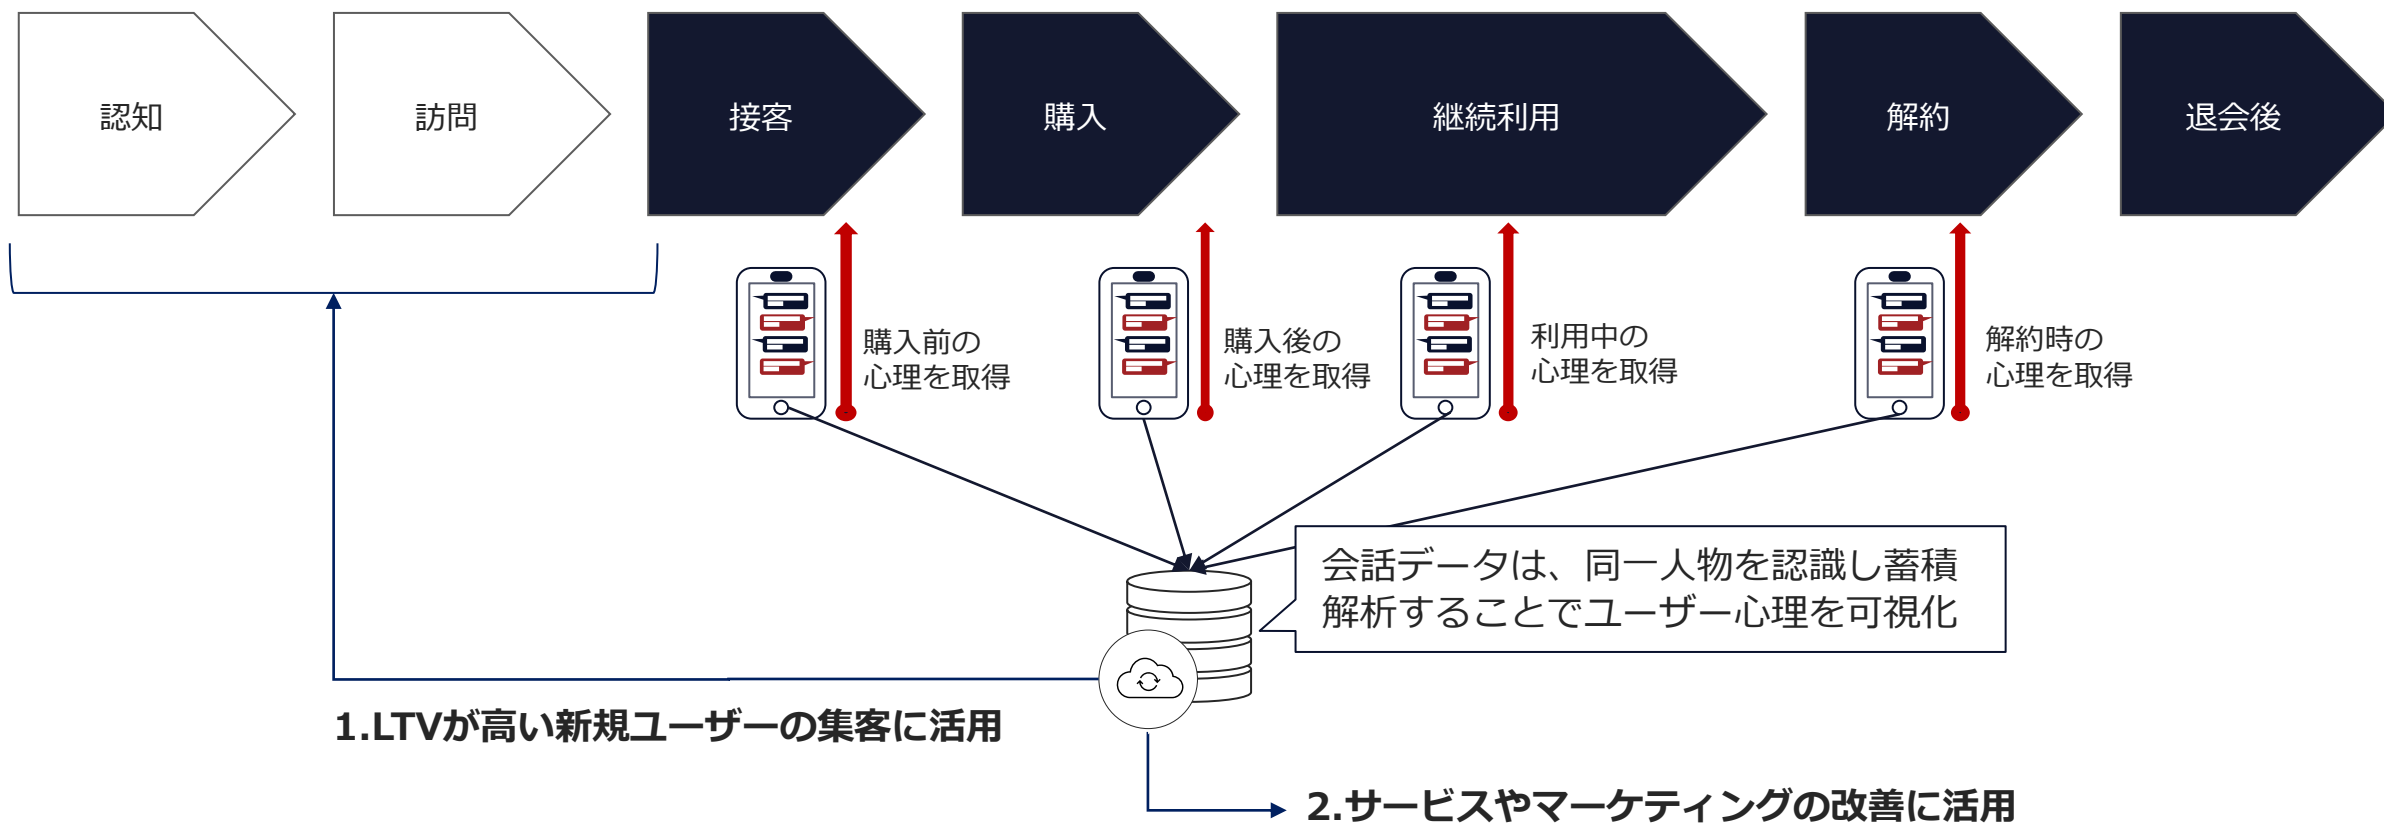 認知
訪問
接客
購入
継続利用
解約
退会後
購入前の
心理を取得
購入後の
心理を取得
利用中の
心理を取得
解約時の
心理を取得
会話データは、同一人物を認識し蓄積
解析することでユーザー心理を可視化
1.LTVが高い新規ユーザーの集客に活用
2.サービスやマーケティングの改善に活用